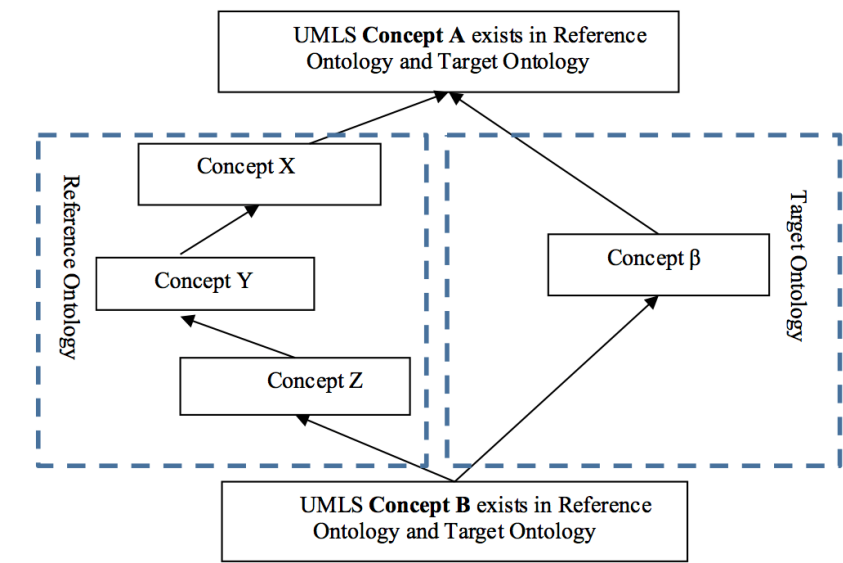 UMLS Concept A exists in Reference
Ontology and Target Ontology
Concept X
Reference Ontology
Concept Y
Concept Z
Concept β
Target Ontology
UMLS Concept B exists in Reference
Ontology and Target Ontology